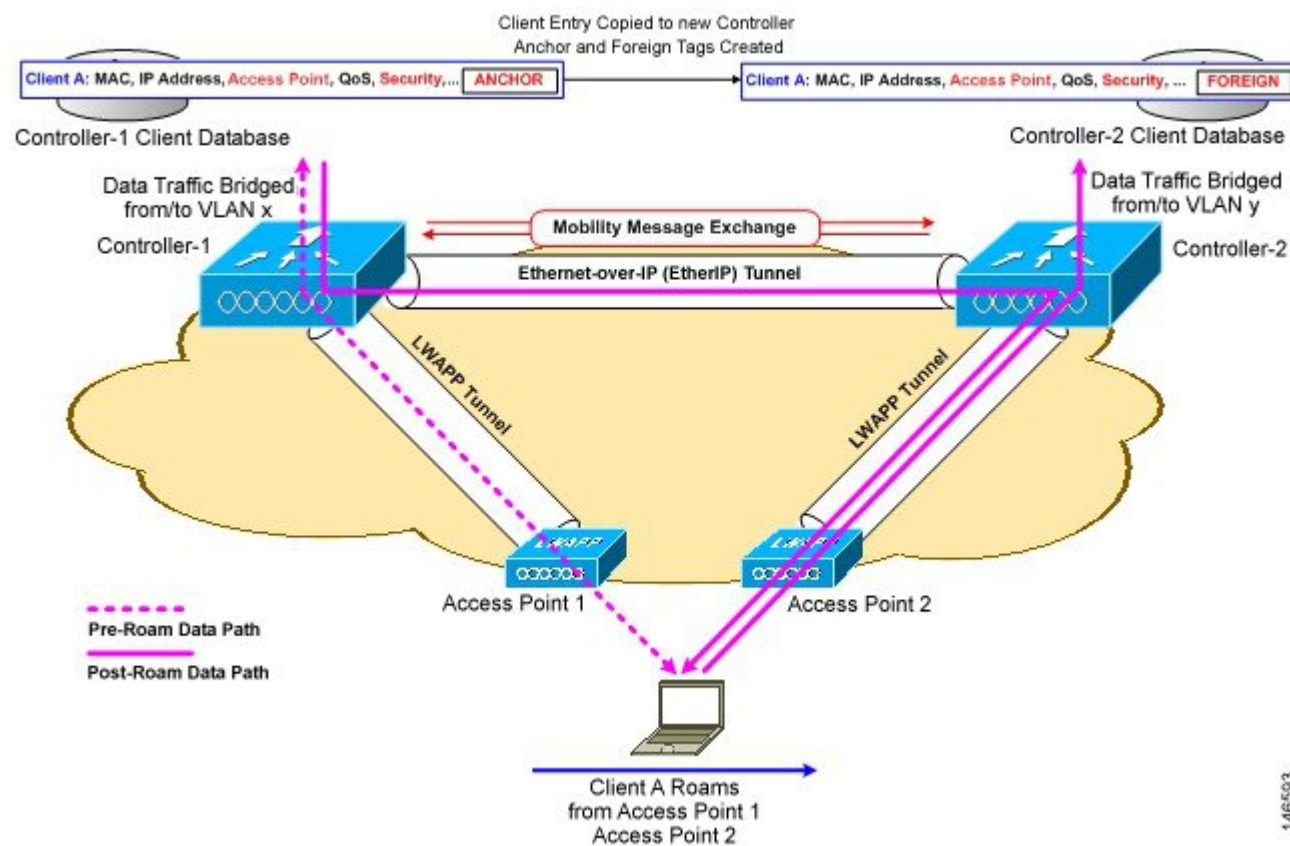 Client Entry Copied to new Controller
Anchor and Foreign Tags Created
Client A: MAC, IP Address, Access Point, QoS, Security,... ANCHOR
Client A: MAC, IP Address, Access Point, QoS, Security, ... FOREIGN
Controller-1 Client Database
Controller-2 Client Database
Data Traffic Bridged
from/to VLAN x
Data Traffic Bridged
from/to VLAN y
Controller-1
Mobility Message Exchange
Controller-2
Ethernet-over-IP (EtherIP) Tunnel
LWAPP Tunnel
LWAPP Tunnel
LWAPP
LWAPP
Access Point 1
Access Point 2
Pre-Roam Data Path
Post-Roam Data Path
Client A Roams
from Access Point 1
Access Point 2
146593